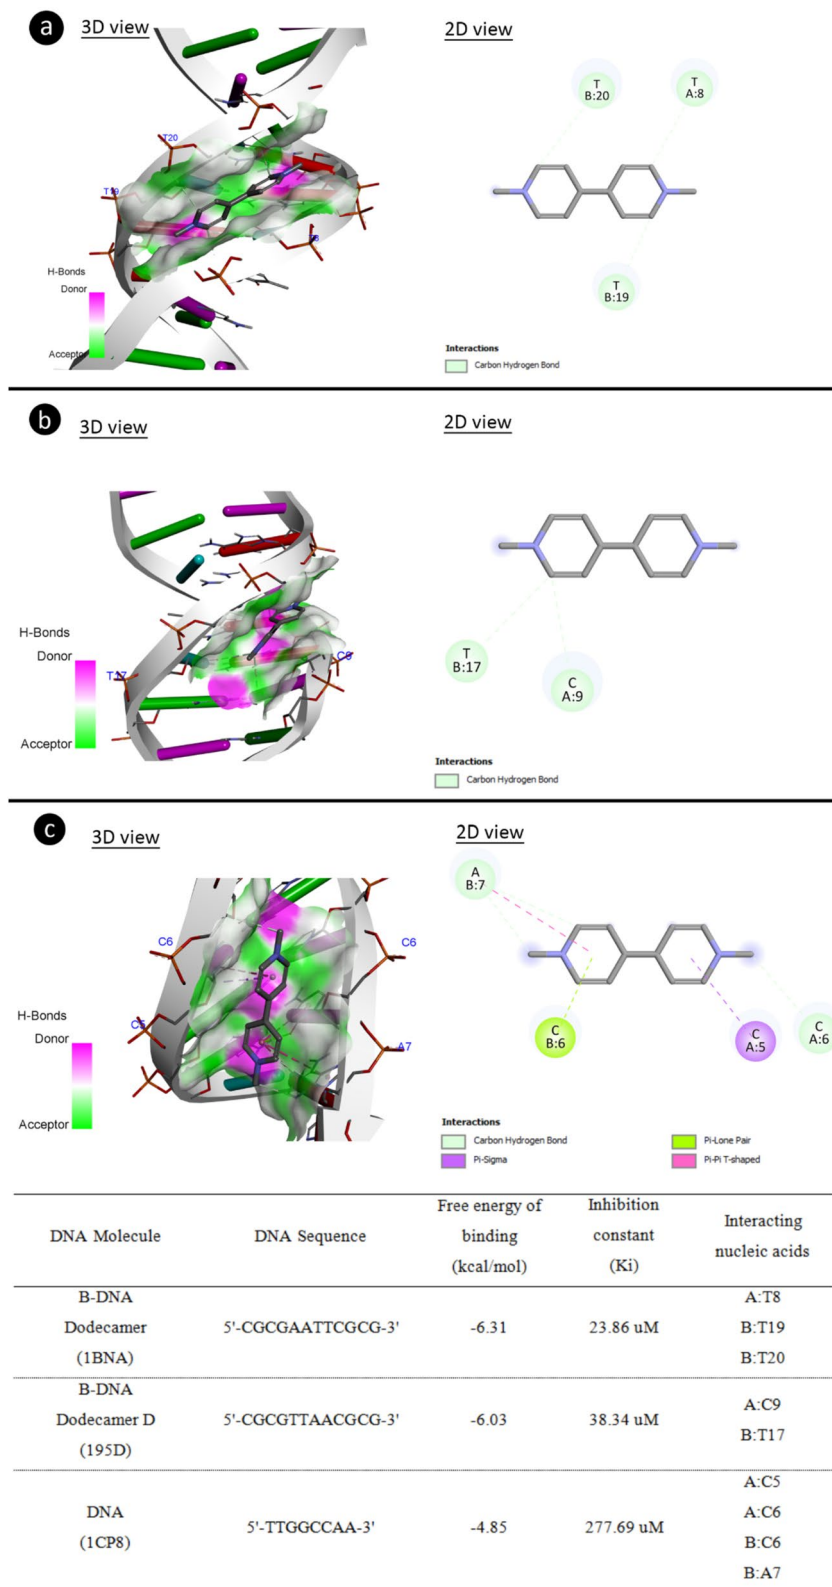 a
3D view
2D view
T20
T19
T8
H-Bonds
Donor
Acceptor
T
B:20
T
A:8
T
B:19
Interactions
Carbon Hydrogen Bond
b
3D view
2D view
H-Bonds
Donor
Acceptor
T17
C9
T
B:17
C
A:9
Interactions
Carbon Hydrogen Bond
c
3D view
2D view
C6
C6
C5
A7
H-Bonds
Donor
Acceptor
A
B:7
C
B:6
C
A:5
C
A:6
Interactions
Carbon Hydrogen Bond
Pi-Sigma
Pi-Lone Pair
Pi-Pi T-shaped
DNA Molecule
DNA Sequence
Free energy of
binding
(kcal/mol)
Inhibition
constant
(Ki)
Interacting
nucleic acids
B-DNA
Dodecamer
(1BNA)
5'-CGCGAATTCGCG-3'
-6.31
23.86 uM
A:T8
B:T19
B:T20
B-DNA
Dodecamer D
(195D)
5'-CGCGTTAACGCG-3'
-6.03
38.34 uM
A:C9
B:T17
DNA
(1CP8)
5'-TTGGCCAA-3'
-4.85
277.69 uM
A:C5
A:C6
B:C6
B:A7